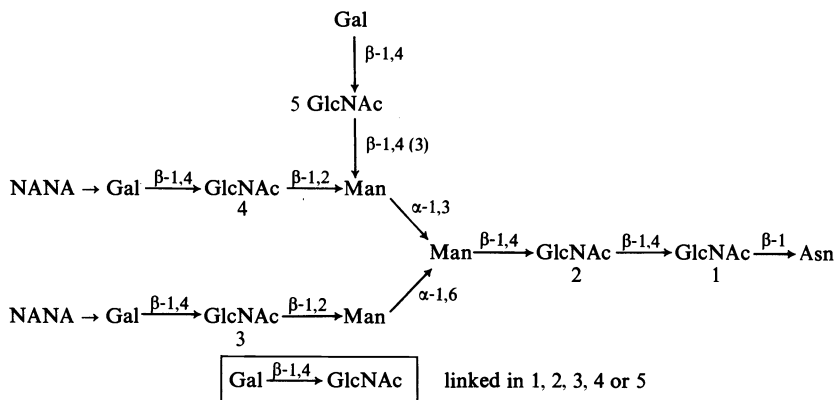 Gal
β-1,4
5 GlcNAc
β-1,4 (3)
NANA → Gal β-1,4 GlcNAc β-1,2 Man
4
α-1,3
Man β-1,4 GlcNAc β-1,4 GlcNAc β-1 Asn
2 1
α-1,6
NANA → Gal β-1,4 GlcNAc β-1,2 Man
3
Gal β-1,4 GlcNAc linked in 1, 2, 3, 4 or 5